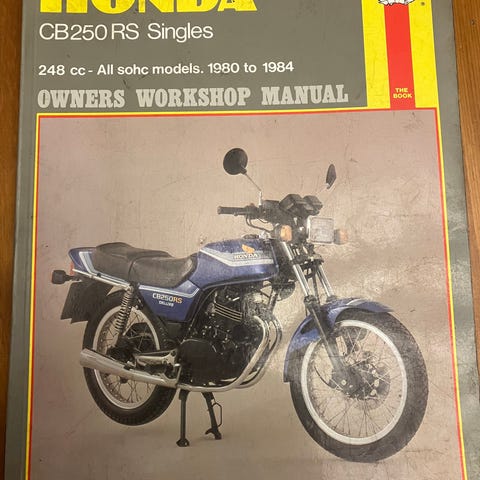 HONDA
CB250 RS Singles
248 cc - All sohc models. 1980 to 1984
OWNERS WORKSHOP MANUAL
THE
BOOK
HONDA
CB250RS
DELUXE